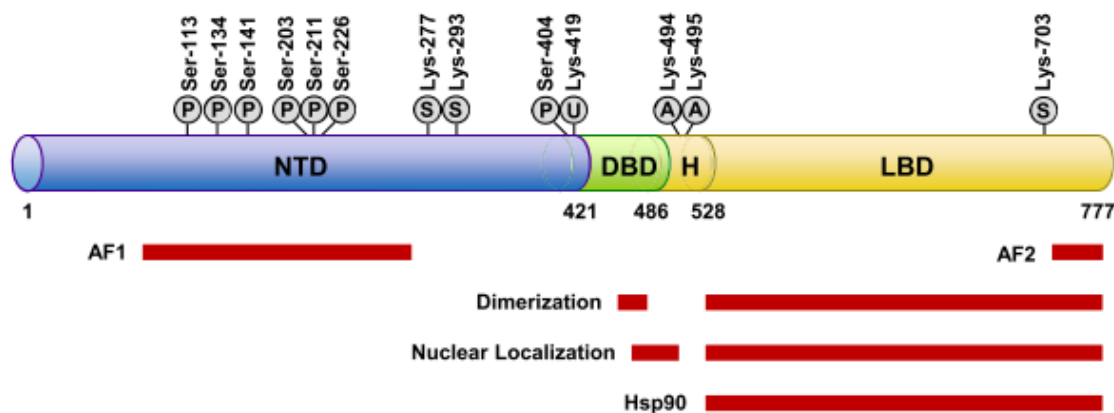 Ser-113
Ser-134
Ser-141
Ser-203
Ser-211
Ser-226
Lys-277
Lys-293
Ser-404
Lys-419
Lys-494
Lys-495
Lys-703
P P P P P P S S P U A A S
NTD DBD H LBD
1 421 486 528 777
AF1 AF2
Dimerization
Nuclear Localization
Hsp90